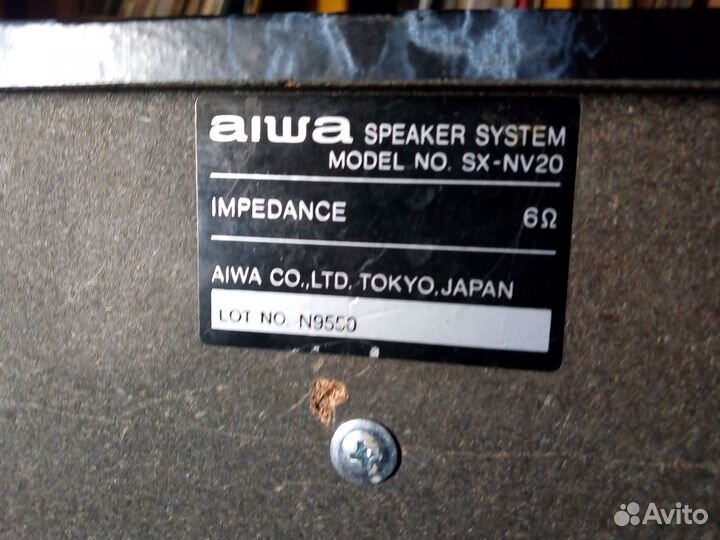 aiwa SPEAKER SYSTEM
MODEL NO. SX-NV20
IMPEDANCE 6Ω
AIWA CO.,LTD. TOKYO,JAPAN
LOT NO. N9550
Avito